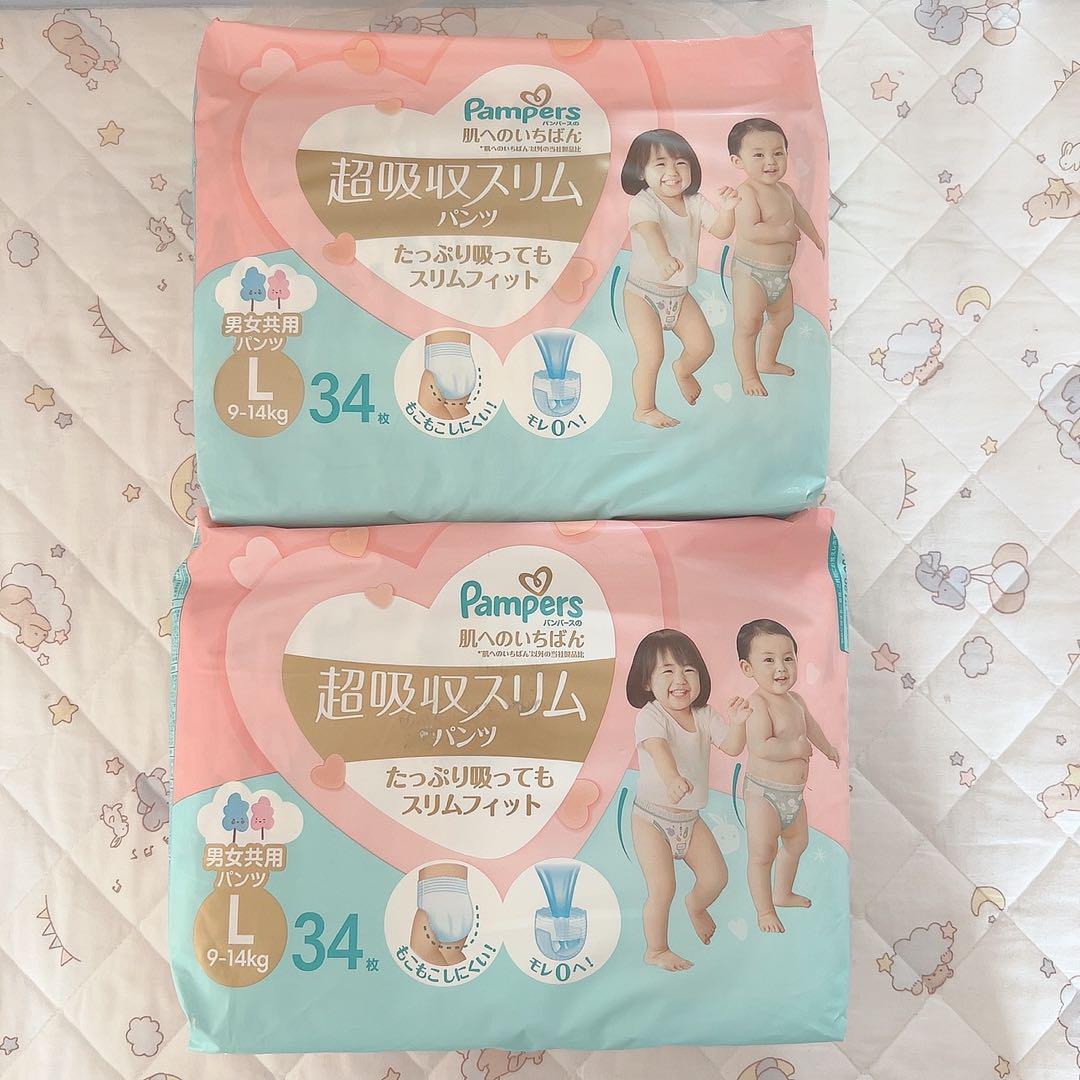 Pampers
パンパースの
肌へのいちばん
*"肌へのいちばん"以外の当社製品比
超吸収スリム
パンツ
たっぷり吸っても
スリムフィット
男女共用
パンツ
L
9-14kg
34枚
もこもこしにくい!
モレ0へ!
Pampers
パンパースの
肌へのいちばん
*"肌へのいちばん"以外の当社製品比
超吸収スリム
パンツ
たっぷり吸っても
スリムフィット
男女共用
パンツ
L
9-14kg
34枚
もこもこしにくい!
モレ0へ!